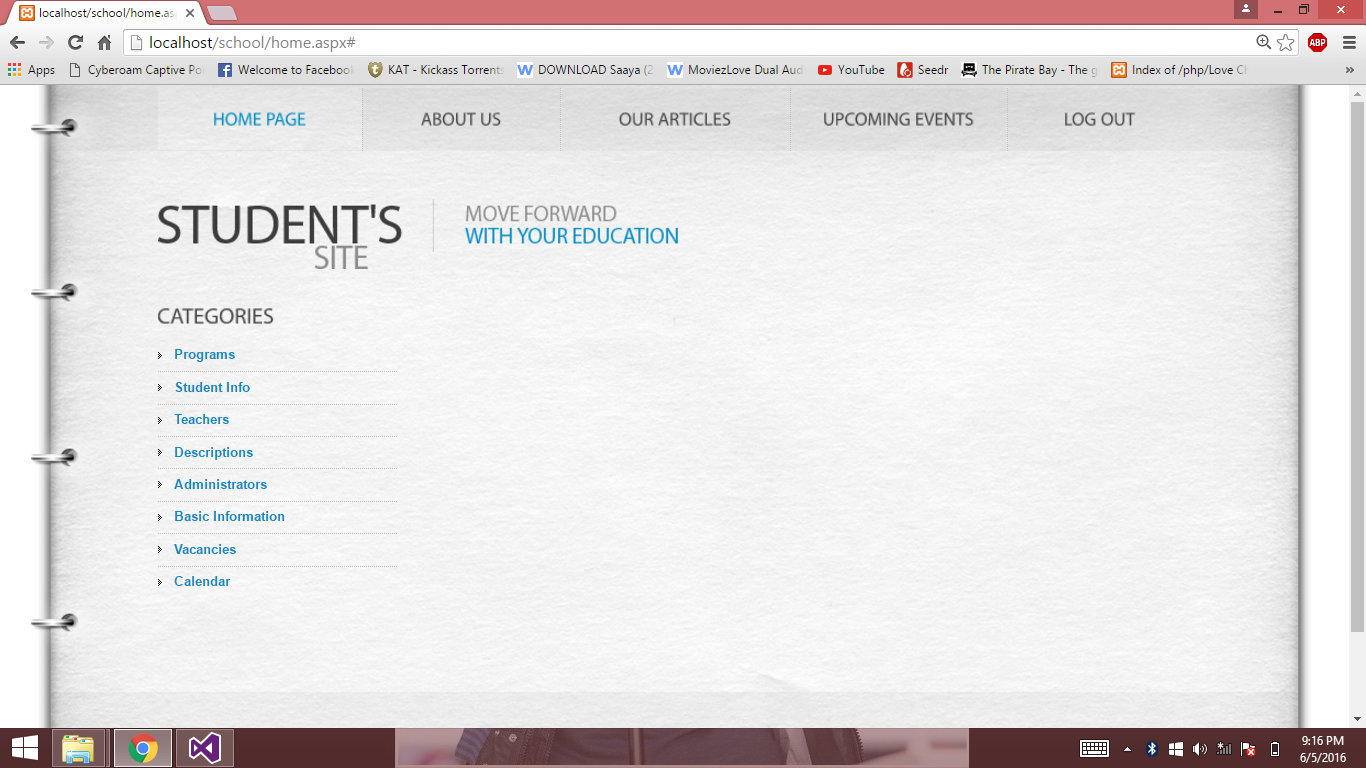 localhost/school/home.as
localhost/school/home.aspx#
ABP
Apps
Cyberoam Captive Po
Welcome to Facebook
KAT - Kickass Torrents
DOWNLOAD Saaya (2
MoviezLove Dual Aud
YouTube
Seedr
The Pirate Bay - The g
Index of /php/Love Ch
»
HOME PAGE
ABOUT US
OUR ARTICLES
UPCOMING EVENTS
LOG OUT
STUDENT'S
SITE
MOVE FORWARD
WITH YOUR EDUCATION
CATEGORIES
Programs
Student Info
Teachers
Descriptions
Administrators
Basic Information
Vacancies
Calendar
9:16 PM
6/5/2016